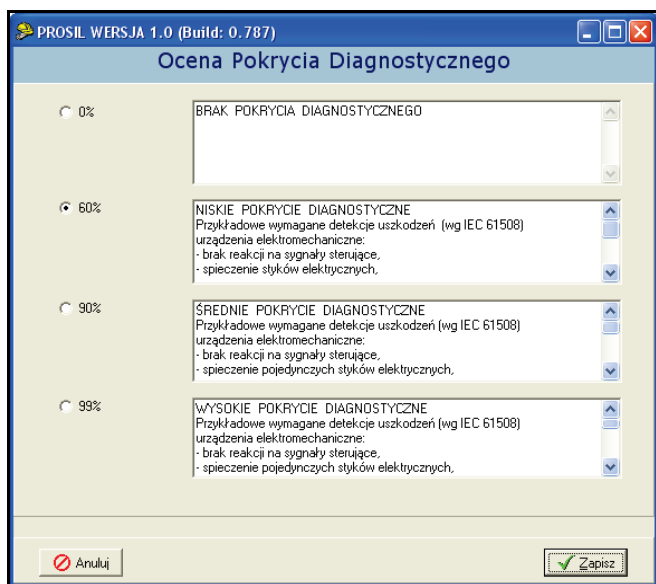 PROSIL WERSJA 1.0 (Build: 0.787)
Ocena Pokrycia Diagnostycznego
0%
BRAK POKRYCIA DIAGNOSTYCZNEGO
60%
NISKIE POKRYCIE DIAGNOSTYCZNE
Przykładowe wymagane detekcje uszkodzeń (wg IEC 61508)
urządzenia elektromechaniczne:
- brak reakcji na sygnały sterujące,
- spieczenie styków elektrycznych,
90%
ŚREDNIE POKRYCIE DIAGNOSTYCZNE
Przykładowe wymagane detekcje uszkodzeń (wg IEC 61508)
urządzenia elektromechaniczne:
- brak reakcji na sygnały sterujące,
- spieczenie pojedynczych styków elektrycznych,
99%
WYSOKIE POKRYCIE DIAGNOSTYCZNE
Przykładowe wymagane detekcje uszkodzeń (wg IEC 61508)
urządzenia elektromechaniczne:
- brak reakcji na sygnały sterujące,
- spieczenie pojedynczych styków elektrycznych,
Anuluj
Zapisz